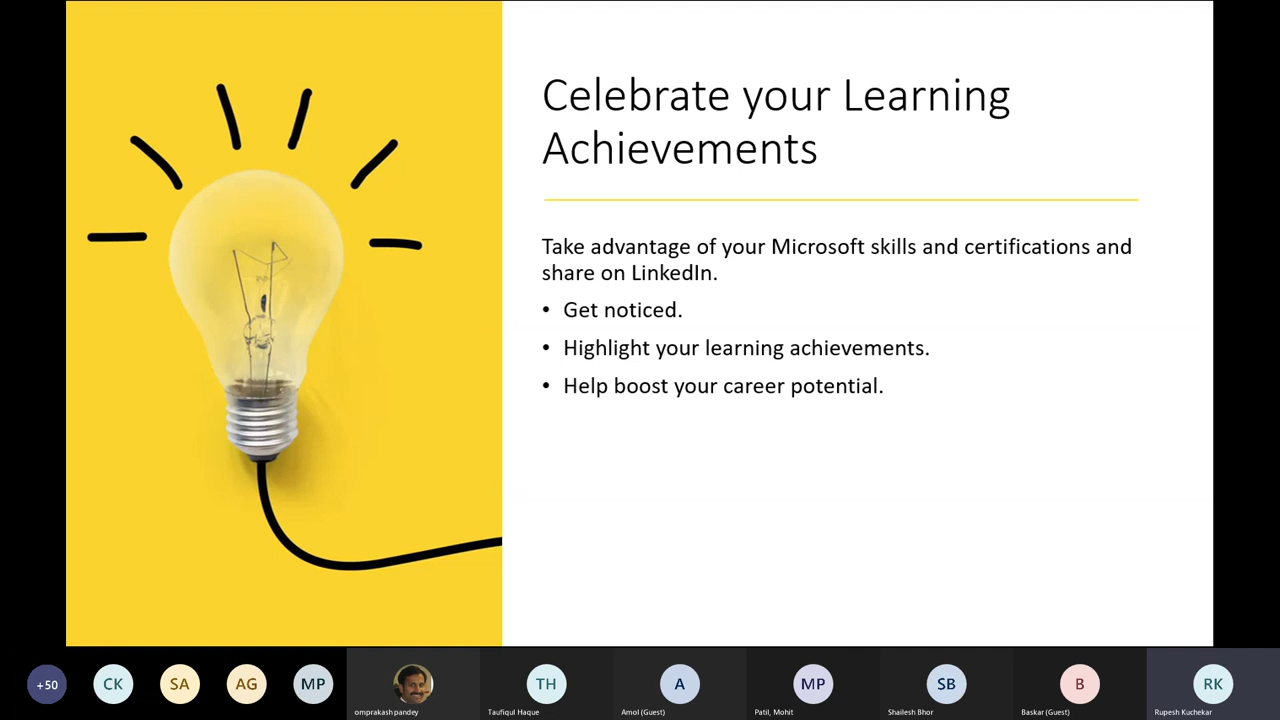 Celebrate your Learning
Achievements
Take advantage of your Microsoft skills and certifications and
share on LinkedIn.
• Get noticed.
• Highlight your learning achievements.
• Help boost your career potential.
+50
CK
SA
AG
MP
omprakash pandey
TH
Taufiqul Haque
A
Amol (Guest)
MP
Patil, Mohit
SB
Shailesh Bhor
B
Baskar (Guest)
RK
Rupesh Kuchekar